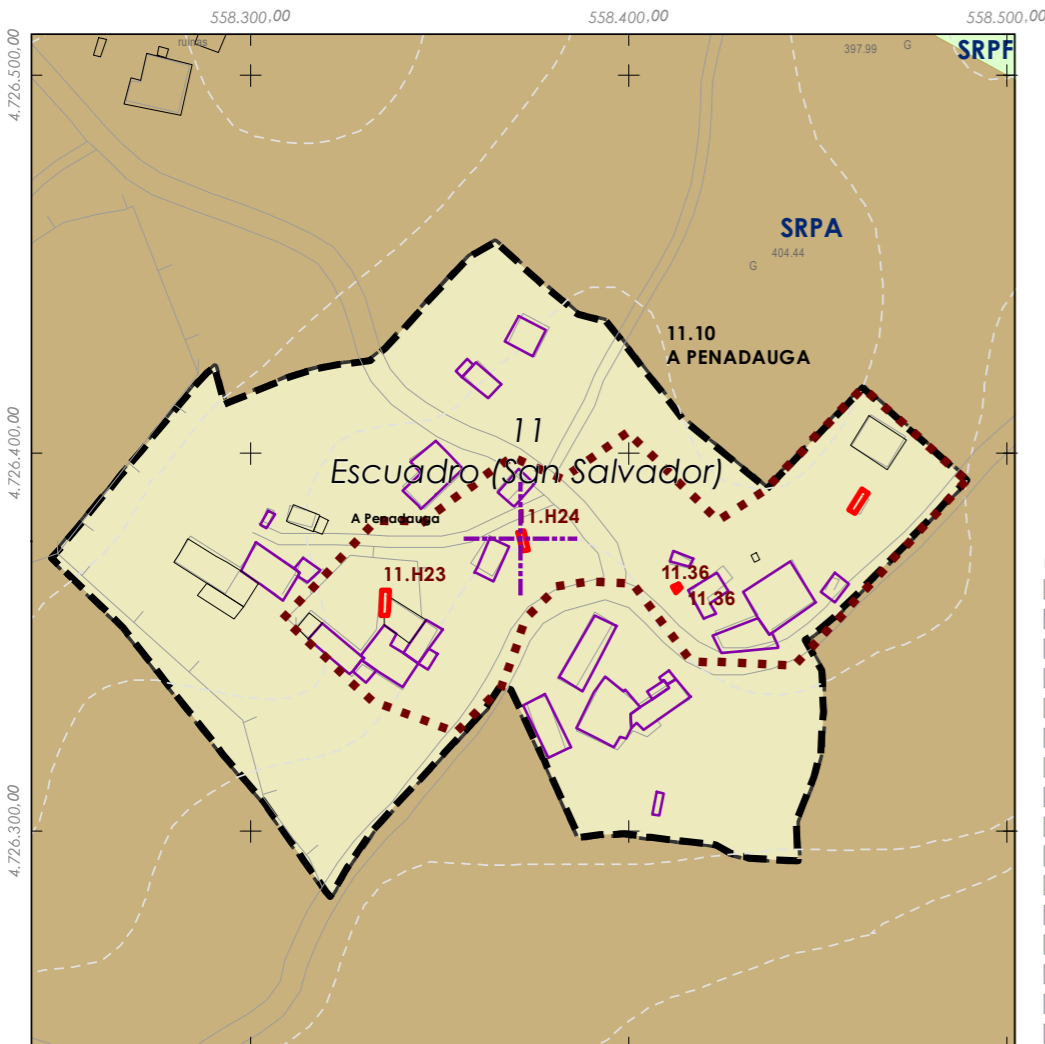 558.300,00
558.400,00
558.500,00
4.726.500,00
4.726.400,00
4.726.300,00
ruinas
397.99
G
SRPF
SRPA
404.44
G
11.10
A PENADAUGA
11
Escuadro (San Salvador)
A Penadauga
1.H24
11.H23
11.36
11.36